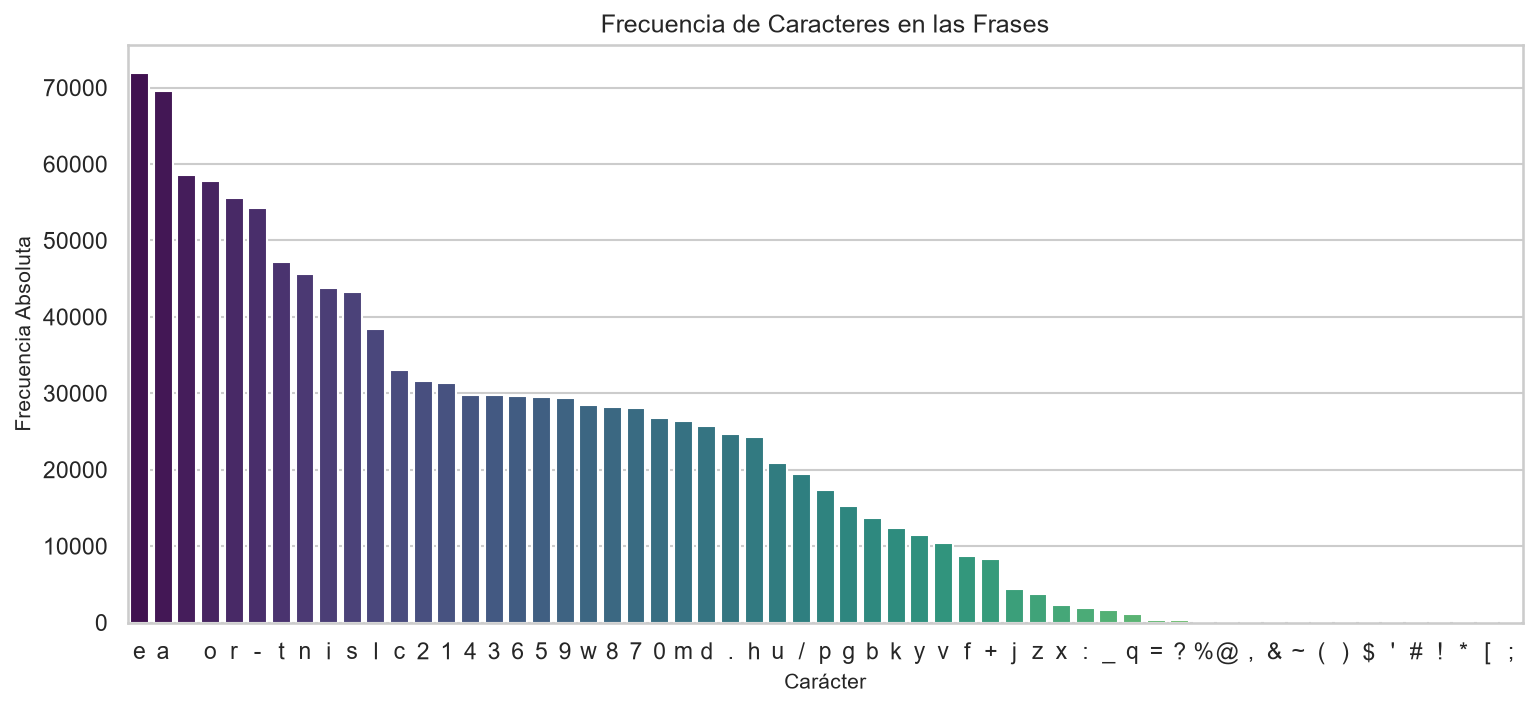 Frecuencia de Caracteres en las Frases
Frecuencia Absoluta
70000
60000
50000
40000
30000
20000
10000
0
e a   o r - t n i s l c 2 1 4 3 6 5 9 w 8 7 0 m d . h u / p g b k y v f + j z x : _ q = ? % @ , & ~ ( ) $ ' # ! * [ ;
Carácter